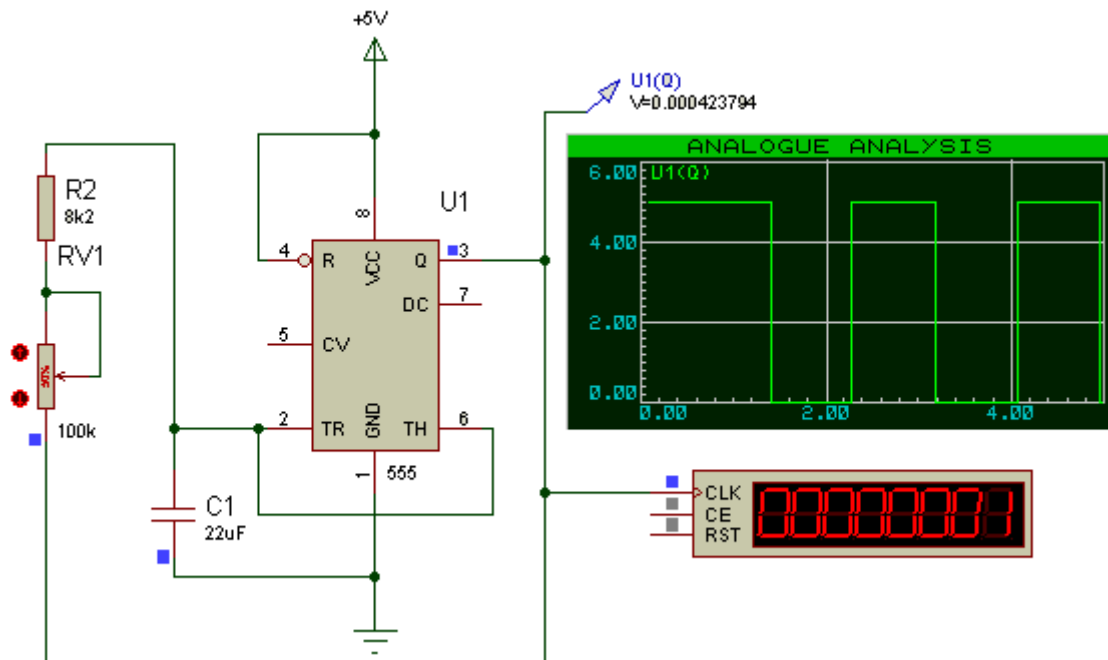 +5V
U1(Q)
V=0.000423794
ANALOGUE ANALYSIS
6.00
U1(Q)
4.00
2.00
0.00
0.00
2.00
4.00
R2
8k2
RV1
100k
U1
8
4
R
VCC
Q
3
DC
7
5
CV
2
TR
GND
TH
6
1
555
C1
22uF
CLK
CE
RST
00000001